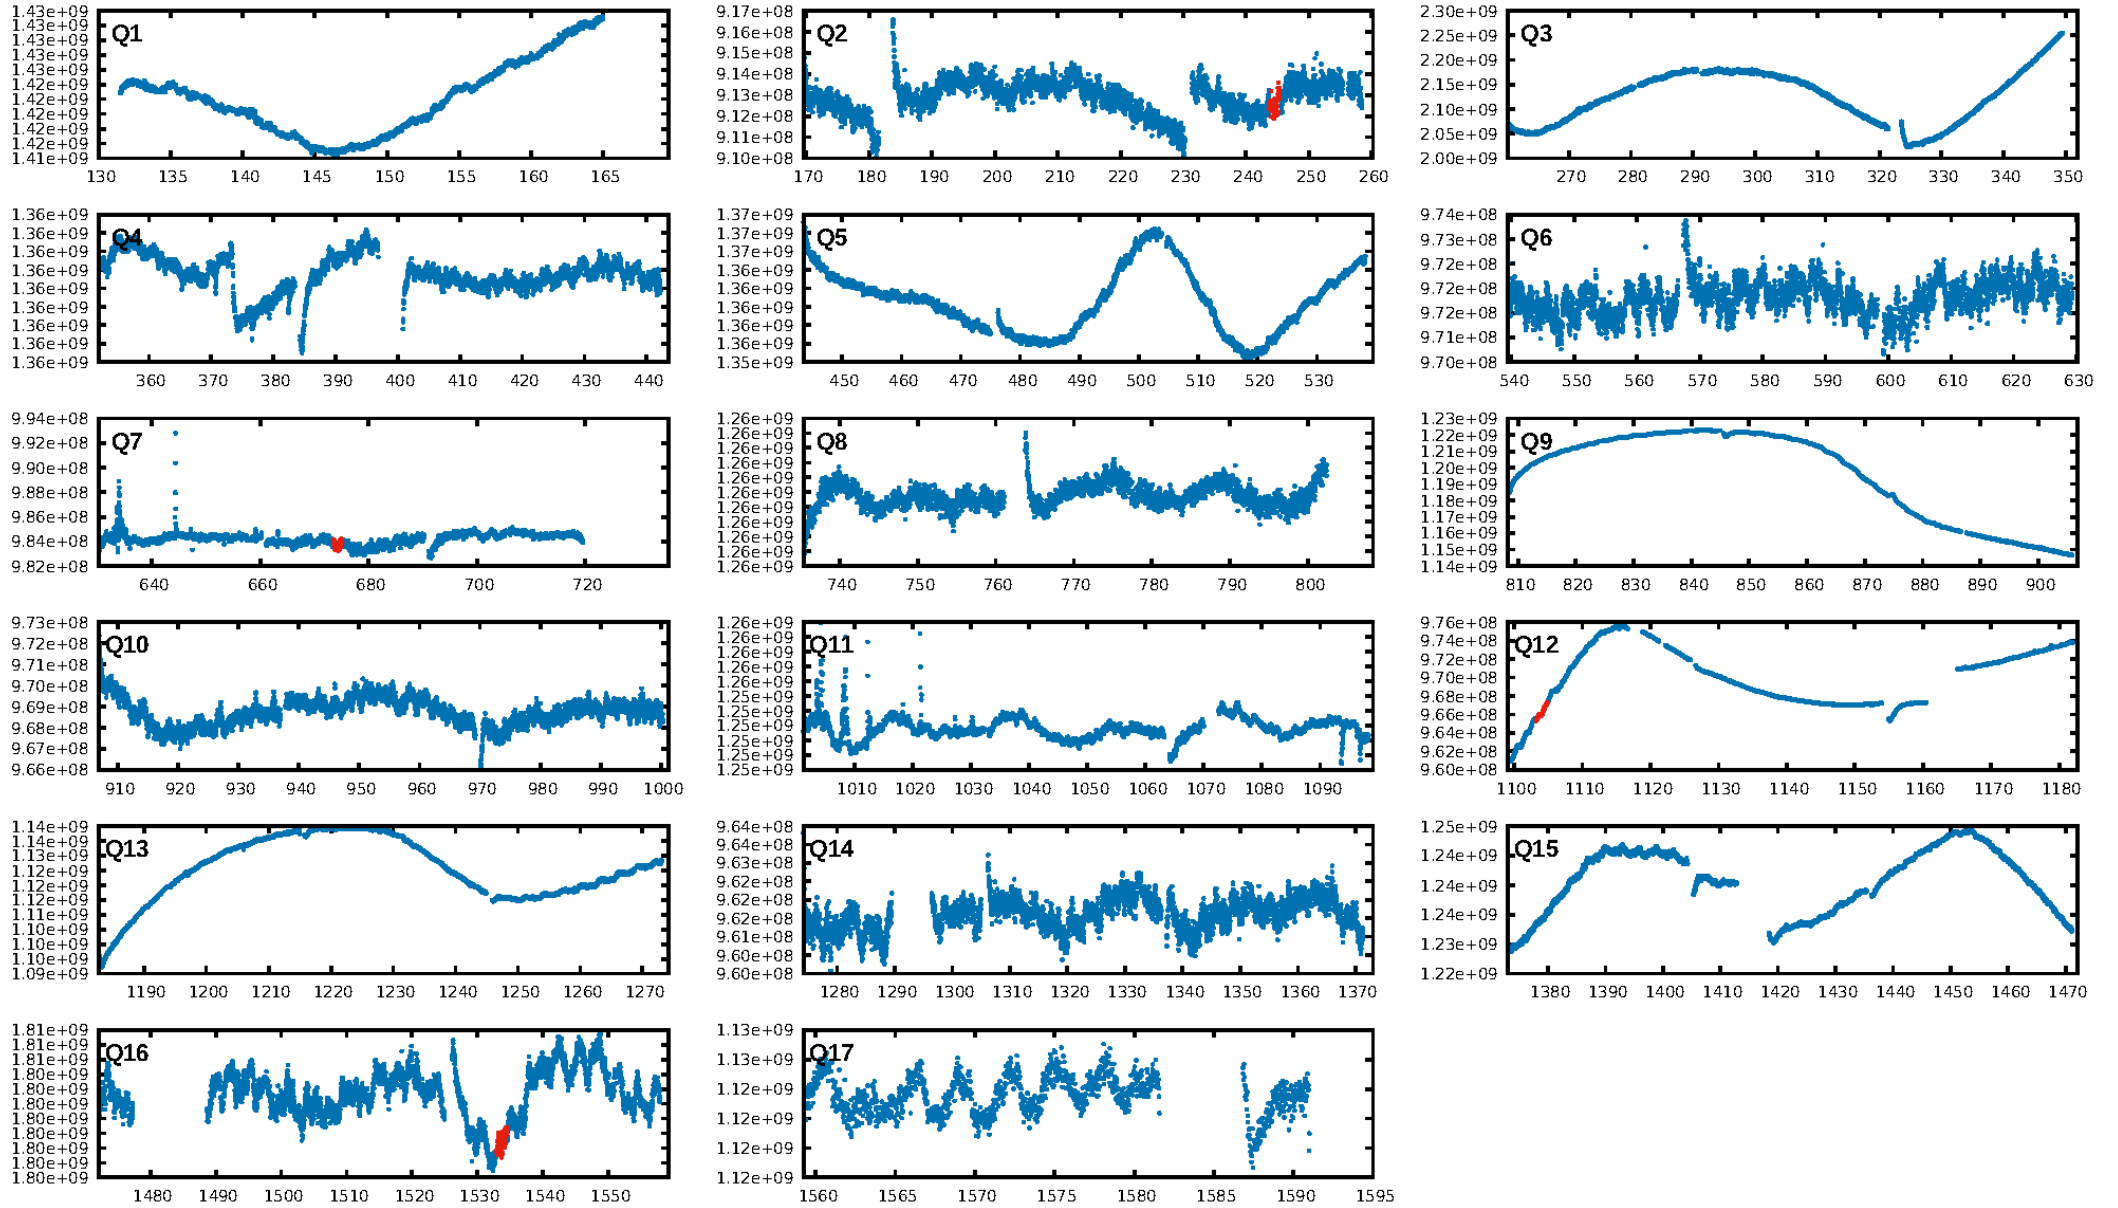 Q1
1.43e+09
1.43e+09
1.43e+09
1.43e+09
1.43e+09
1.42e+09
1.42e+09
1.42e+09
1.42e+09
1.42e+09
1.41e+09
130 135 140 145 150 155 160 165
Q2
9.17e+08
9.16e+08
9.15e+08
9.14e+08
9.13e+08
9.12e+08
9.11e+08
9.10e+08
170 180 190 200 210 220 230 240 250 260
Q3
2.30e+09
2.25e+09
2.20e+09
2.15e+09
2.10e+09
2.05e+09
2.00e+09
270 280 290 300 310 320 330 340 350
Q4
1.36e+09
1.36e+09
1.36e+09
1.36e+09
1.36e+09
1.36e+09
1.36e+09
1.36e+09
1.36e+09
360 370 380 390 400 410 420 430 440
Q5
1.37e+09
1.37e+09
1.36e+09
1.36e+09
1.36e+09
1.36e+09
1.36e+09
1.36e+09
1.35e+09
450 460 470 480 490 500 510 520 530
Q6
9.74e+08
9.73e+08
9.72e+08
9.72e+08
9.72e+08
9.71e+08
9.70e+08
540 550 560 570 580 590 600 610 620 630
Q7
9.94e+08
9.92e+08
9.90e+08
9.88e+08
9.86e+08
9.84e+08
9.82e+08
640 660 680 700 720
Q8
1.26e+09
1.26e+09
1.26e+09
1.26e+09
1.26e+09
1.26e+09
1.26e+09
1.26e+09
1.26e+09
1.26e+09
1.26e+09
740 750 760 770 780 790 800
Q9
1.23e+09
1.22e+09
1.21e+09
1.20e+09
1.19e+09
1.18e+09
1.17e+09
1.16e+09
1.15e+09
1.14e+09
810 820 830 840 850 860 870 880 890 900
Q10
9.73e+08
9.72e+08
9.71e+08
9.70e+08
9.69e+08
9.68e+08
9.67e+08
9.66e+08
910 920 930 940 950 960 970 980 990 1000
Q11
1.26e+09
1.26e+09
1.26e+09
1.26e+09
1.26e+09
1.25e+09
1.25e+09
1.25e+09
1.25e+09
1.25e+09
1.25e+09
1010 1020 1030 1040 1050 1060 1070 1080 1090
Q12
9.76e+08
9.74e+08
9.72e+08
9.70e+08
9.68e+08
9.66e+08
9.64e+08
9.62e+08
9.60e+08
1100 1110 1120 1130 1140 1150 1160 1170 1180
Q13
1.14e+09
1.14e+09
1.13e+09
1.13e+09
1.12e+09
1.12e+09
1.11e+09
1.11e+09
1.10e+09
1.10e+09
1.09e+09
1190 1200 1210 1220 1230 1240 1250 1260 1270
Q14
9.64e+08
9.64e+08
9.63e+08
9.62e+08
9.62e+08
9.62e+08
9.61e+08
9.60e+08
9.60e+08
1280 1290 1300 1310 1320 1330 1340 1350 1360 1370
Q15
1.25e+09
1.24e+09
1.24e+09
1.24e+09
1.23e+09
1.22e+09
1380 1390 1400 1410 1420 1430 1440 1450 1460 1470
Q16
1.81e+09
1.81e+09
1.81e+09
1.80e+09
1.80e+09
1.80e+09
1.80e+09
1.80e+09
1.80e+09
1.80e+09
1.80e+09
1480 1490 1500 1510 1520 1530 1540 1550
Q17
1.13e+09
1.13e+09
1.12e+09
1.12e+09
1.12e+09
1.12e+09
1560 1565 1570 1575 1580 1585 1590 1595